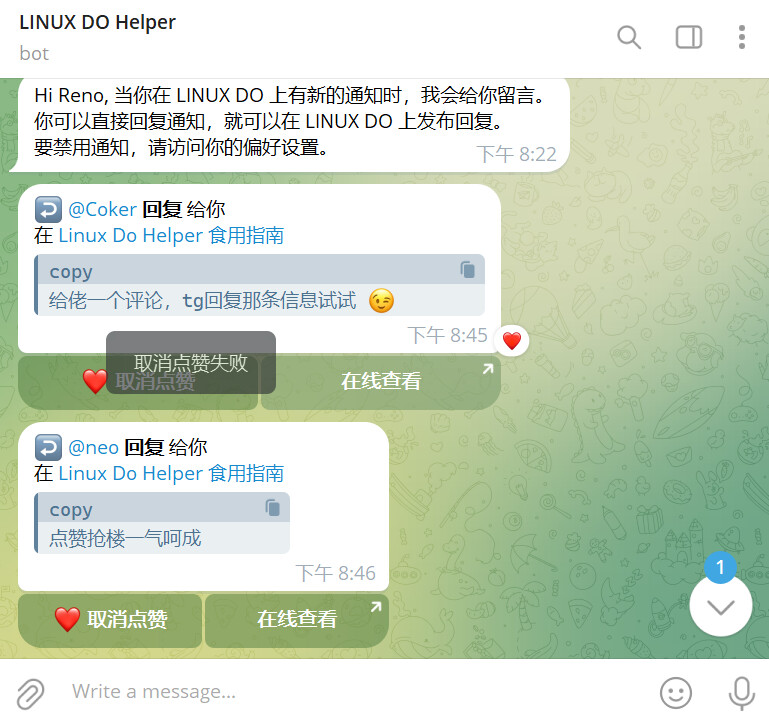 LINUX DO Helper
bot
Hi Reno, 当你在 LINUX DO 上有新的通知时，我会给你留言。
你可以直接回复通知，就可以在 LINUX DO 上发布回复。
要禁用通知，请访问你的偏好设置。
下午 8:22
@Coker 回复 给你
在 Linux Do Helper 食用指南
copy
给佬一个评论，tg回复那条信息试试 😉
下午 8:45
取消点赞失败
❤️ 取消点赞 在线查看
@neo 回复 给你
在 Linux Do Helper 食用指南
copy
点赞抢楼一气呵成
下午 8:46
❤️ 取消点赞 在线查看
1
Write a message...